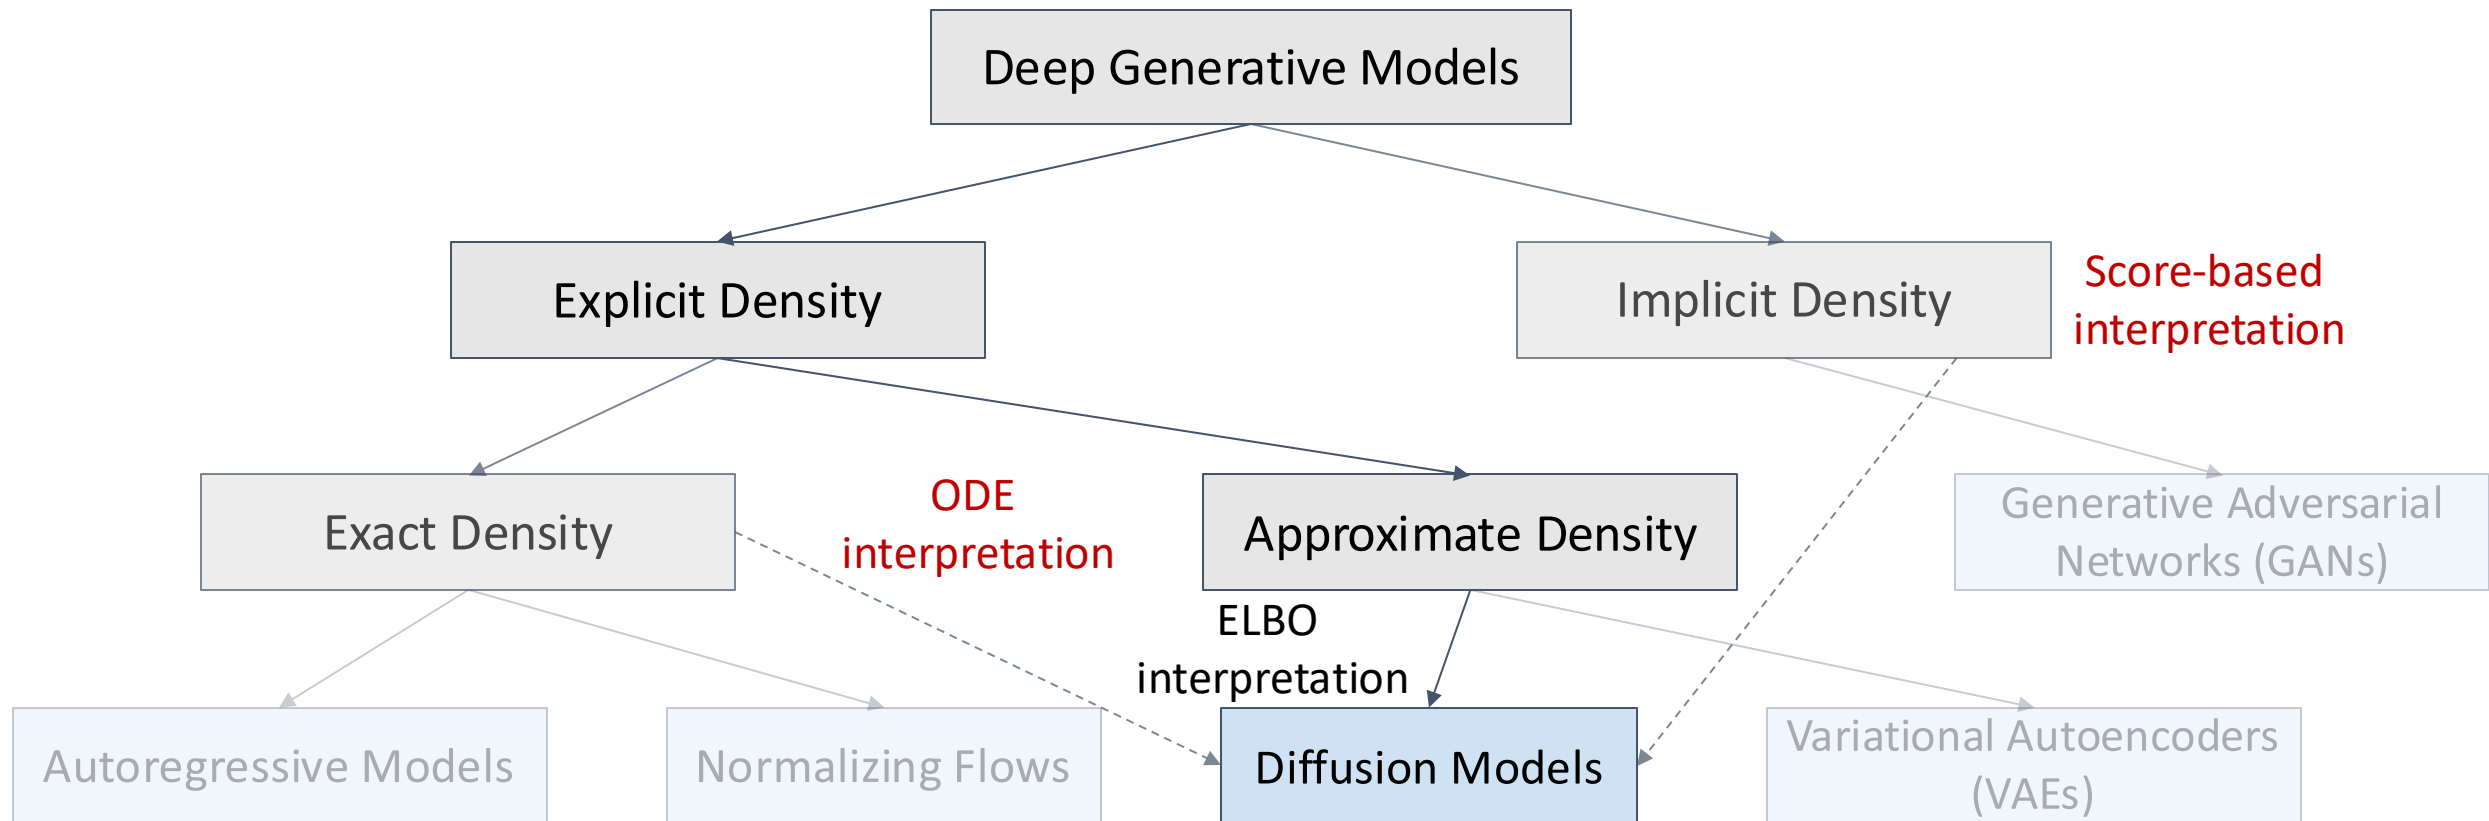 Deep Generative Models
Explicit Density
Implicit Density
Score-based
interpretation
Exact Density
ODE
interpretation
Approximate Density
Generative Adversarial
Networks (GANs)
ELBO
interpretation
Autoregressive Models
Normalizing Flows
Diffusion Models
Variational Autoencoders
(VAEs)